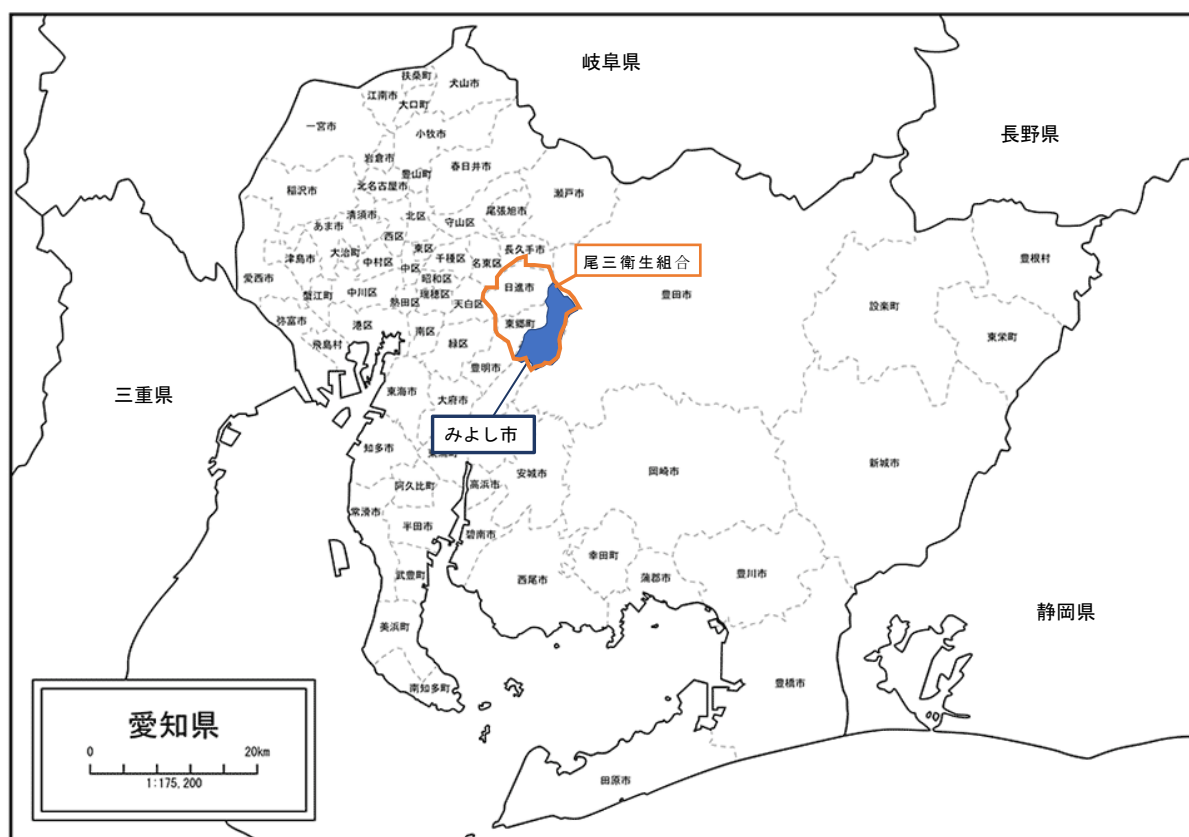 岐阜県
長野県
扶桑町
犬山市
江南市
大口町
一宮市
小牧市
岩倉市
豊山町
春日井市
稲沢市
北名古屋市
瀬戸市
清須市
北区
守山区
尾張旭市
あま市
西区
東区
長久手市
津島市
大治町
中村区
中区
千種区
名東区
尾三衛生組合
豊根村
愛西市
昭和区
日進市
蟹江町
中川区
瑞穂区
熱田区
天白区
豊田市
設楽町
弥富市
港区
南区
東郷町
東栄町
飛島村
緑区
豊明市
三重県
東海市
大府市
みよし市
知多市
安城市
岡崎市
新城市
阿久比町
高浜市
常滑市
半田市
碧南市
幸田町
武豊町
西尾市
蒲郡市
豊川市
静岡県
美浜町
南知多町
豊橋市
愛知県
0 20km
1:175,200
田原市